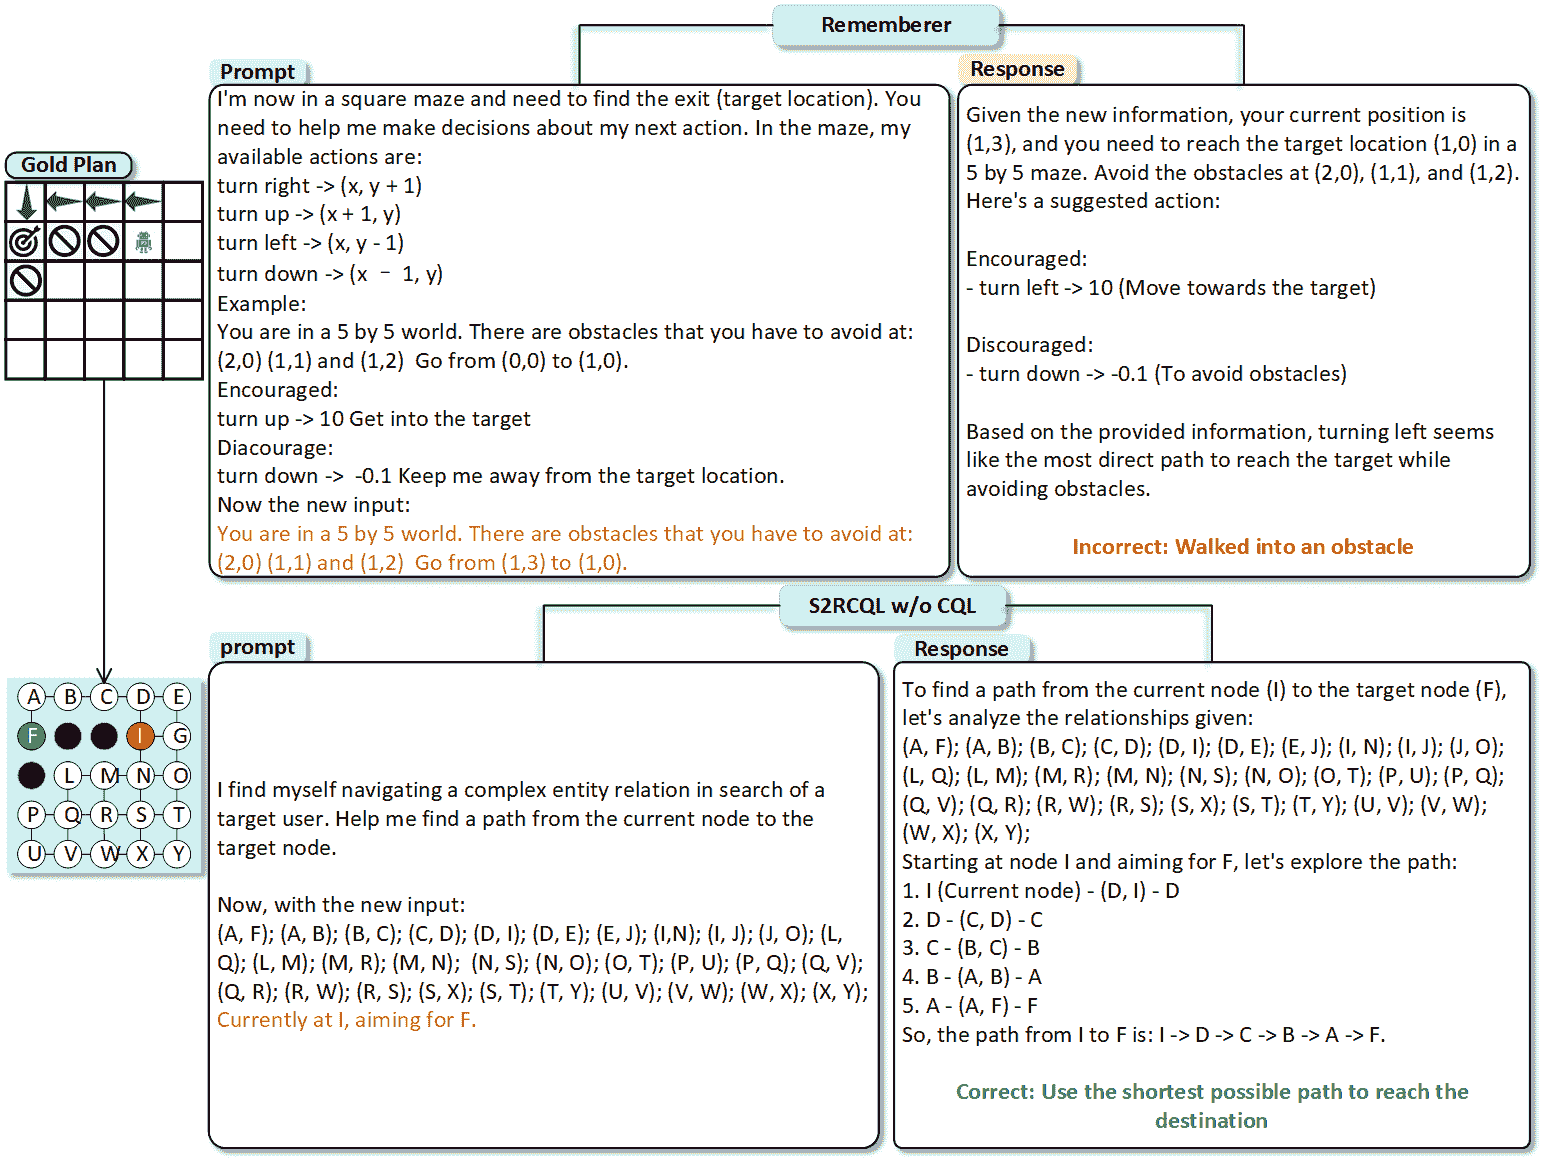 Rememberer
Prompt
I'm now in a square maze and need to find the exit (target location). You
need to help me make decisions about my next action. In the maze, my
available actions are:
turn right -> (x, y + 1)
turn up -> (x + 1, y)
turn left -> (x, y - 1)
turn down -> (x － 1, y)
Example:
You are in a 5 by 5 world. There are obstacles that you have to avoid at:
(2,0) (1,1) and (1,2)  Go from (0,0) to (1,0).
Encouraged:
turn up -> 10 Get into the target
Diacourage:
turn down ->  -0.1 Keep me away from the target location.
Now the new input:
You are in a 5 by 5 world. There are obstacles that you have to avoid at:
(2,0) (1,1) and (1,2)  Go from (1,3) to (1,0).
Response
Given the new information, your current position is
(1,3), and you need to reach the target location (1,0) in a
5 by 5 maze. Avoid the obstacles at (2,0), (1,1), and (1,2).
Here's a suggested action:
Encouraged:
- turn left -> 10 (Move towards the target)
Discouraged:
- turn down -> -0.1 (To avoid obstacles)
Based on the provided information, turning left seems
like the most direct path to reach the target while
avoiding obstacles.
Incorrect: Walked into an obstacle
Gold Plan
S2RCQL w/o CQL
A B C D E
F I G
L M N O
P Q R S T
U V W X Y
prompt
I find myself navigating a complex entity relation in search of a
target user. Help me find a path from the current node to the
target node.
Now, with the new input:
(A, F); (A, B); (B, C); (C, D); (D, I); (D, E); (E, J); (I,N); (I, J); (J, O); (L,
Q); (L, M); (M, R); (M, N);  (N, S); (N, O); (O, T); (P, U); (P, Q); (Q, V);
(Q, R); (R, W); (R, S); (S, X); (S, T); (T, Y); (U, V); (V, W); (W, X); (X, Y);
Currently at I, aiming for F.
Response
To find a path from the current node (I) to the target node (F),
let's analyze the relationships given:
(A, F); (A, B); (B, C); (C, D); (D, I); (D, E); (E, J); (I, N); (I, J); (J, O);
(L, Q); (L, M); (M, R); (M, N); (N, S); (N, O); (O, T); (P, U); (P, Q);
(Q, V); (Q, R); (R, W); (R, S); (S, X); (S, T); (T, Y); (U, V); (V, W);
(W, X); (X, Y);
Starting at node I and aiming for F, let's explore the path:
1. I (Current node) - (D, I) - D
2. D - (C, D) - C
3. C - (B, C) - B
4. B - (A, B) - A
5. A - (A, F) - F
So, the path from I to F is: I -> D -> C -> B -> A -> F.
Correct: Use the shortest possible path to reach the
destination